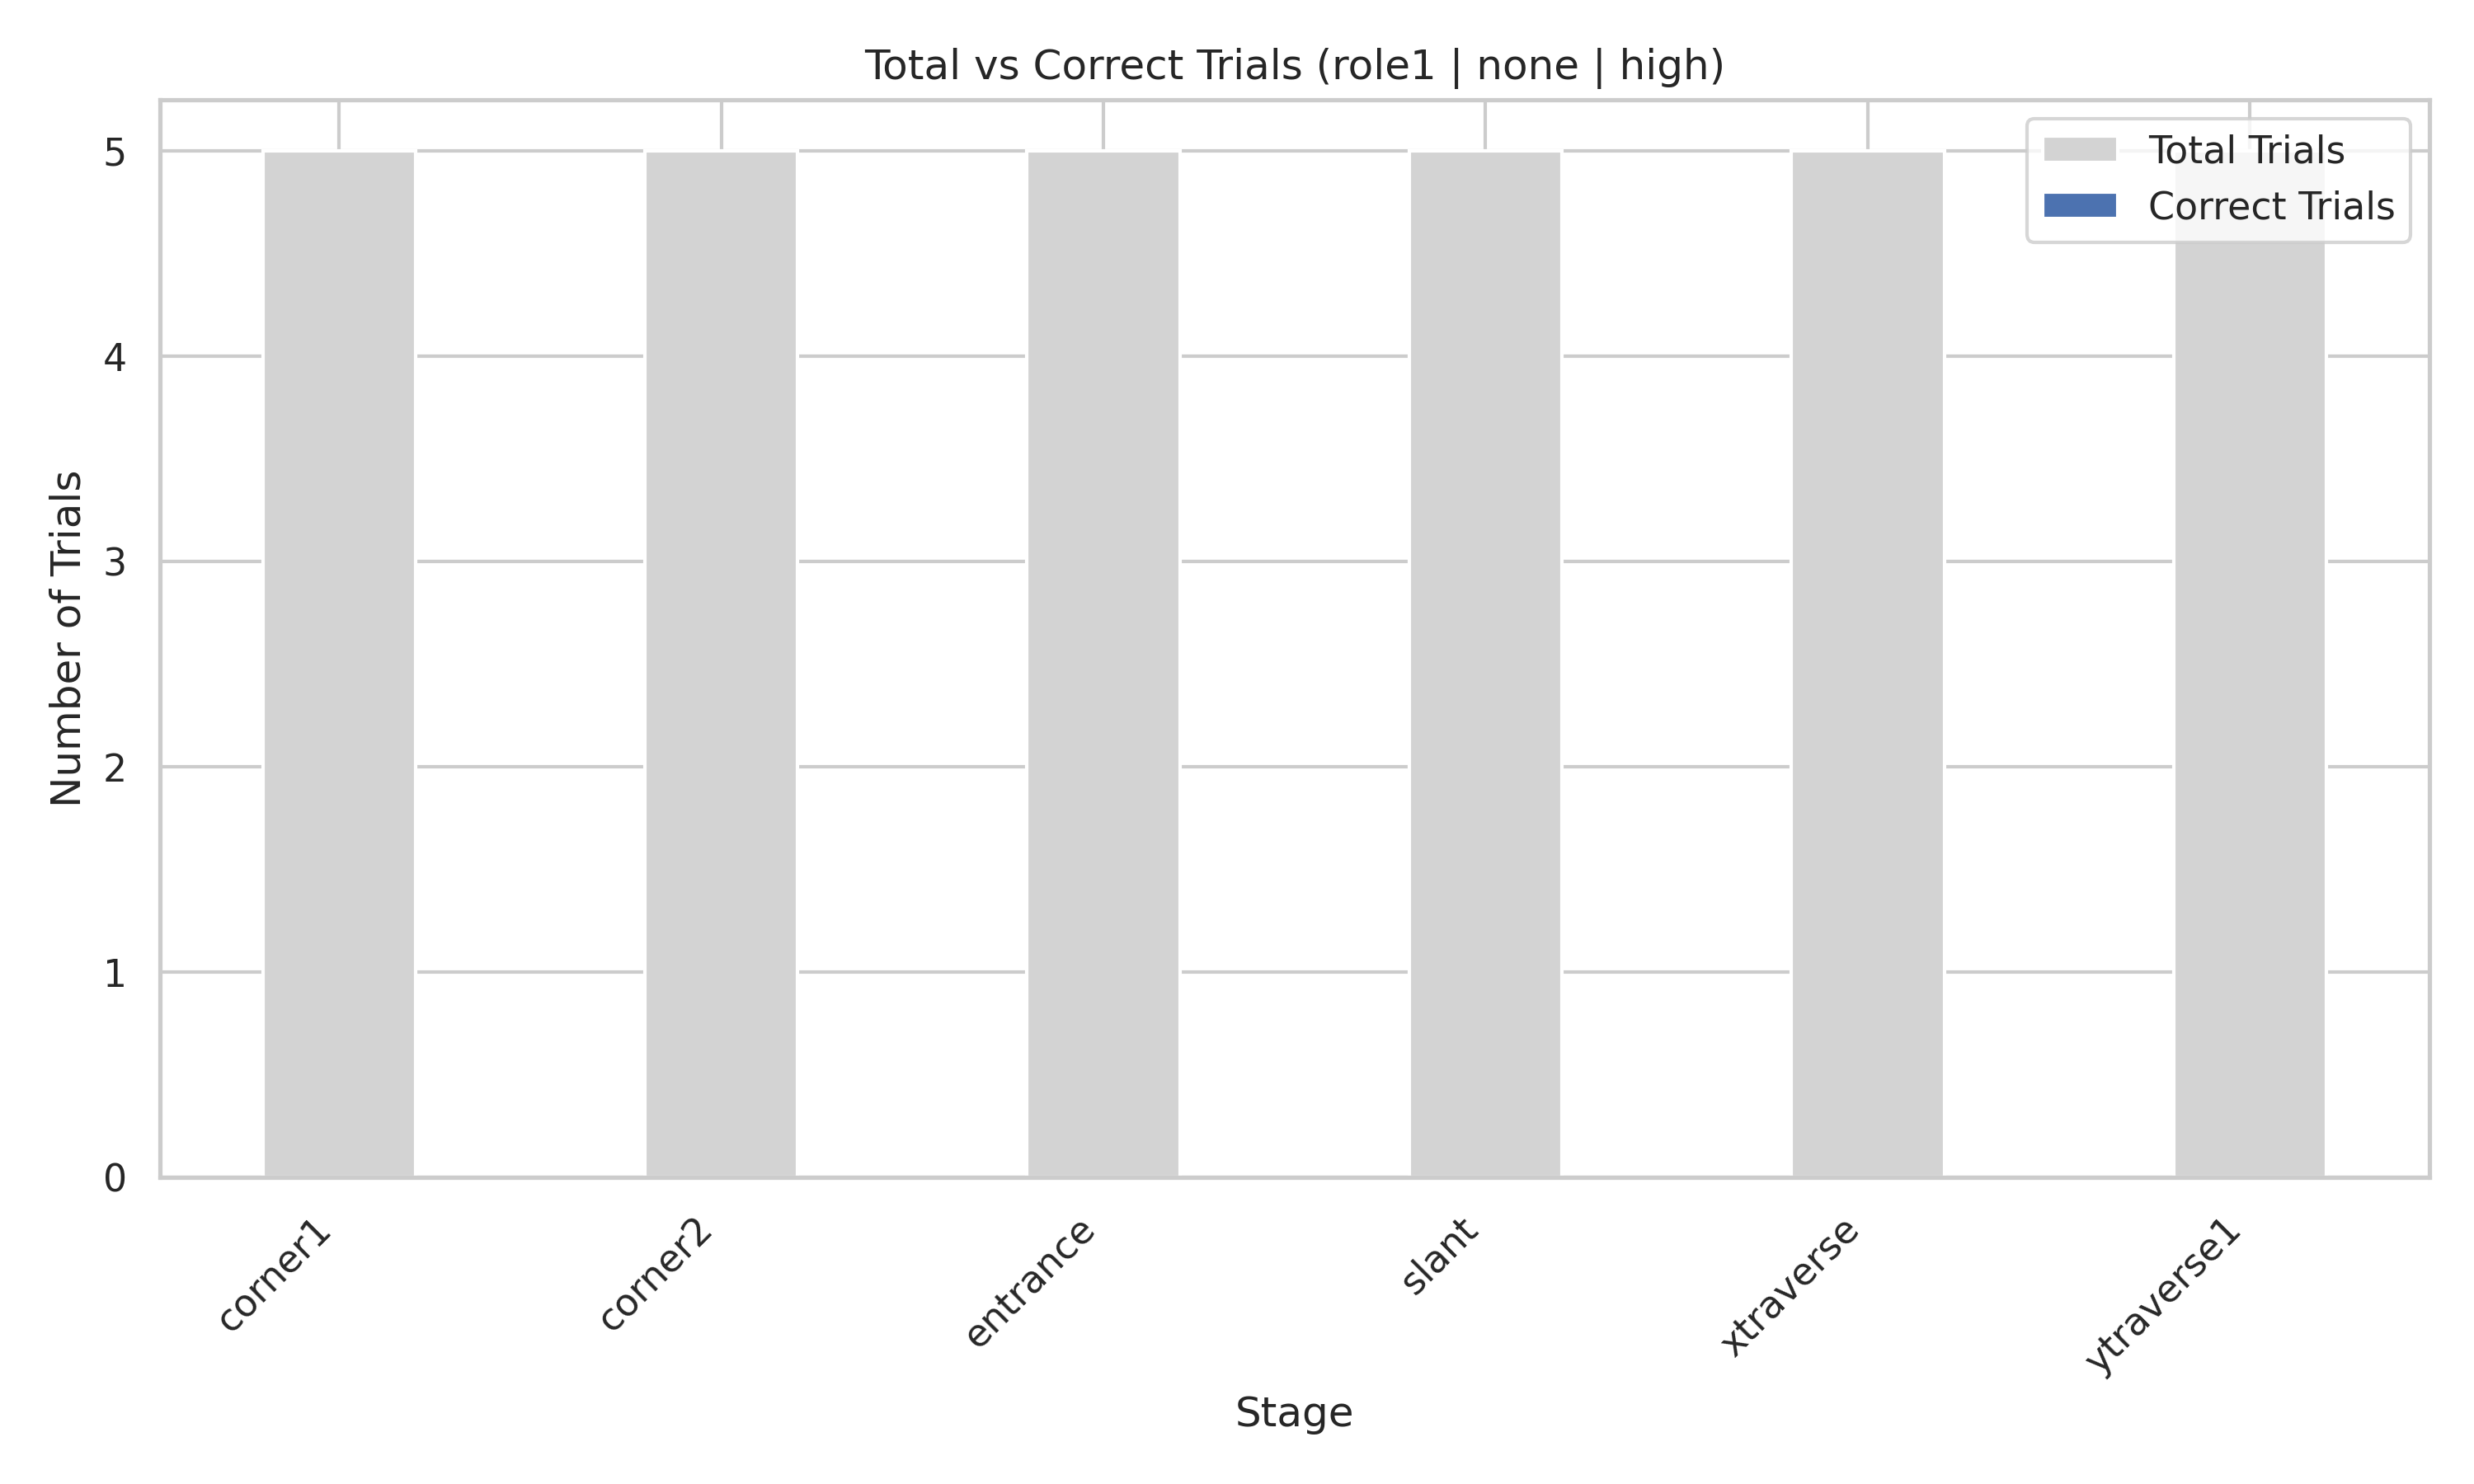 Total vs Correct Trials (role1 | none | high)
Total Trials
Correct Trials
Number of Trials
5
4
3
2
1
0
corner1
corner2
entrance
slant
xtraverse
ytraverse1
Stage